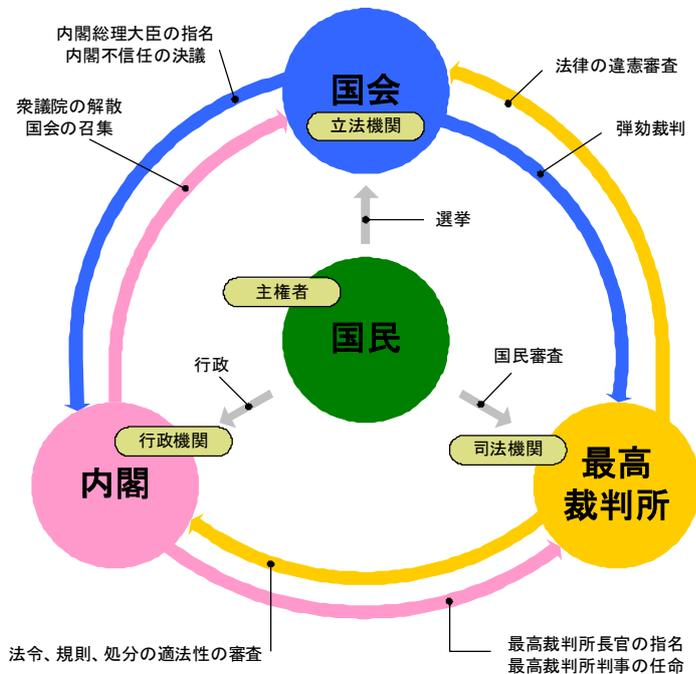 内閣総理大臣の指名
内閣不信任の決議
国会
立法機関
法律の違憲審査
衆議院の解散
国会の召集
弾劾裁判
選挙
主権者
国民
行政
国民審査
行政機関
内閣
司法機関
最高
裁判所
法令、規則、処分の適法性の審査
最高裁判所長官の指名
最高裁判所判事の任命